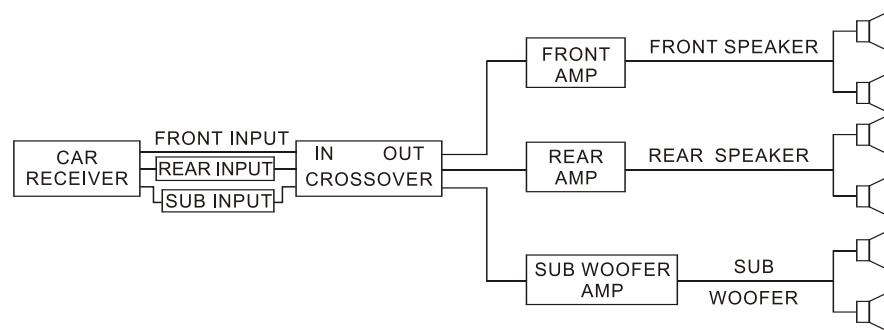 FRONT INPUT
CAR
RECEIVER
REAR INPUT
SUB INPUT
IN OUT
CROSSOVER
FRONT
AMP
FRONT SPEAKER
REAR
AMP
REAR SPEAKER
SUB WOOFER
AMP
SUB
WOOFER